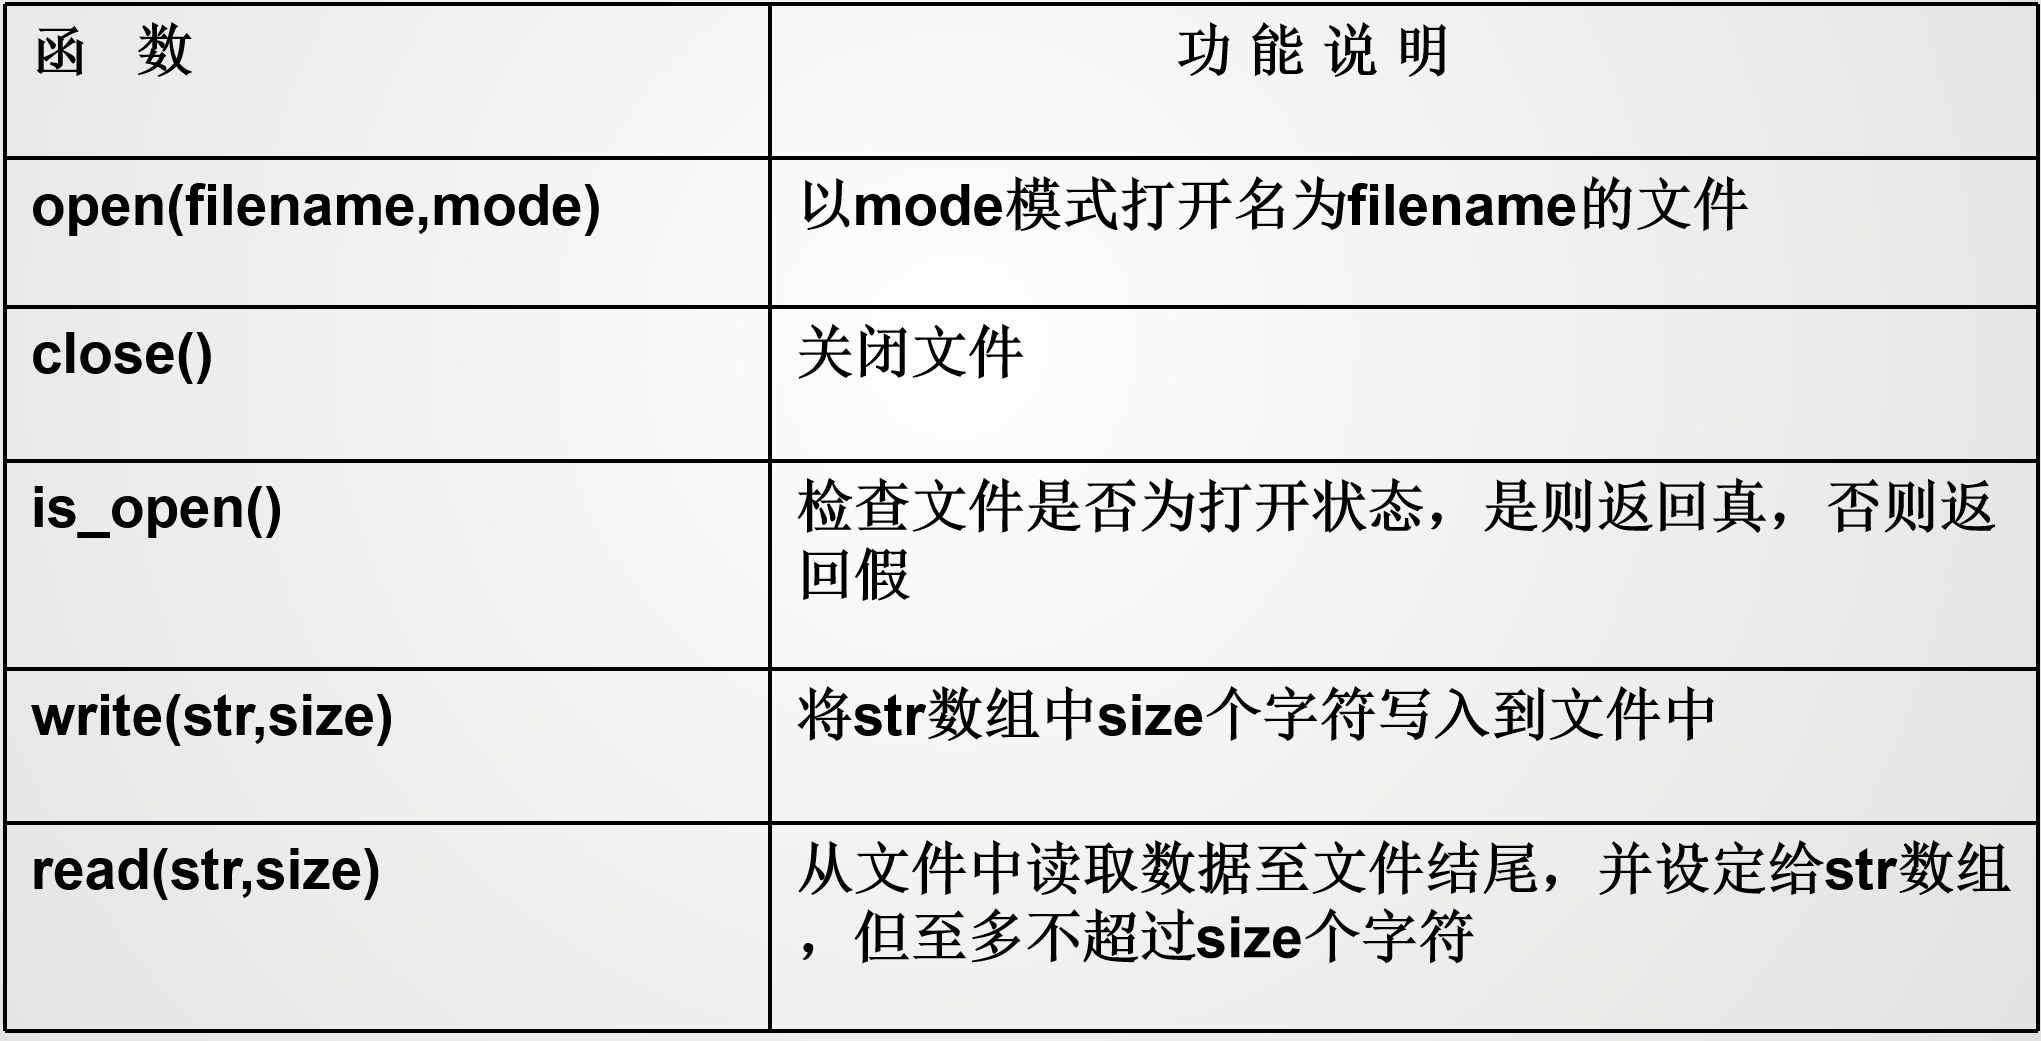 函 数
功 能 说 明
open(filename,mode)
以mode模式打开名为filename的文件
close()
关闭文件
is_open()
检查文件是否为打开状态，是则返回真，否则返
回假
write(str,size)
将str数组中size个字符写入到文件中
read(str,size)
从文件中读取数据至文件结尾，并设定给str数组
，但至多不超过size个字符